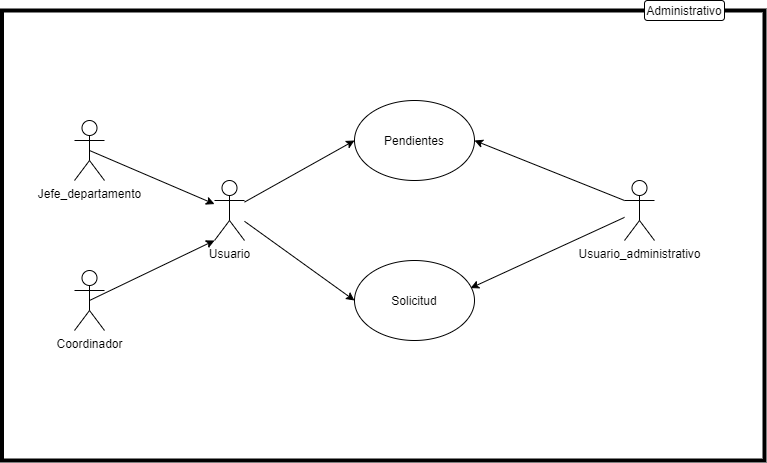 Administrativo
Pendientes
Jefe_departamento
Usuario
Usuario_administrativo
Solicitud
Coordinador